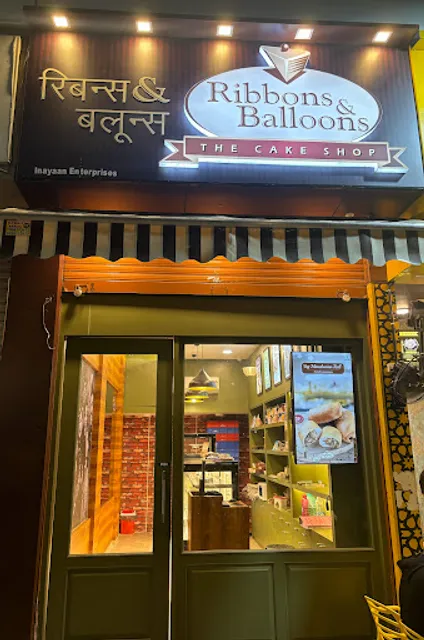 रिबन्स &
बलून्स
Ribbons &
Balloons
THE CAKE SHOP
Inayaan Enterprises